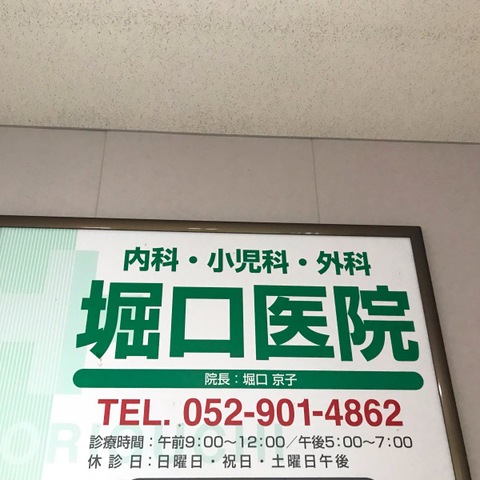 内科・小児科・外科
堀口医院
院長：堀口 京子
TEL. 052-901-4862
診療時間：午前9:00〜12:00／午後5:00〜7:00
休 診 日：日曜日・祝日・土曜日午後